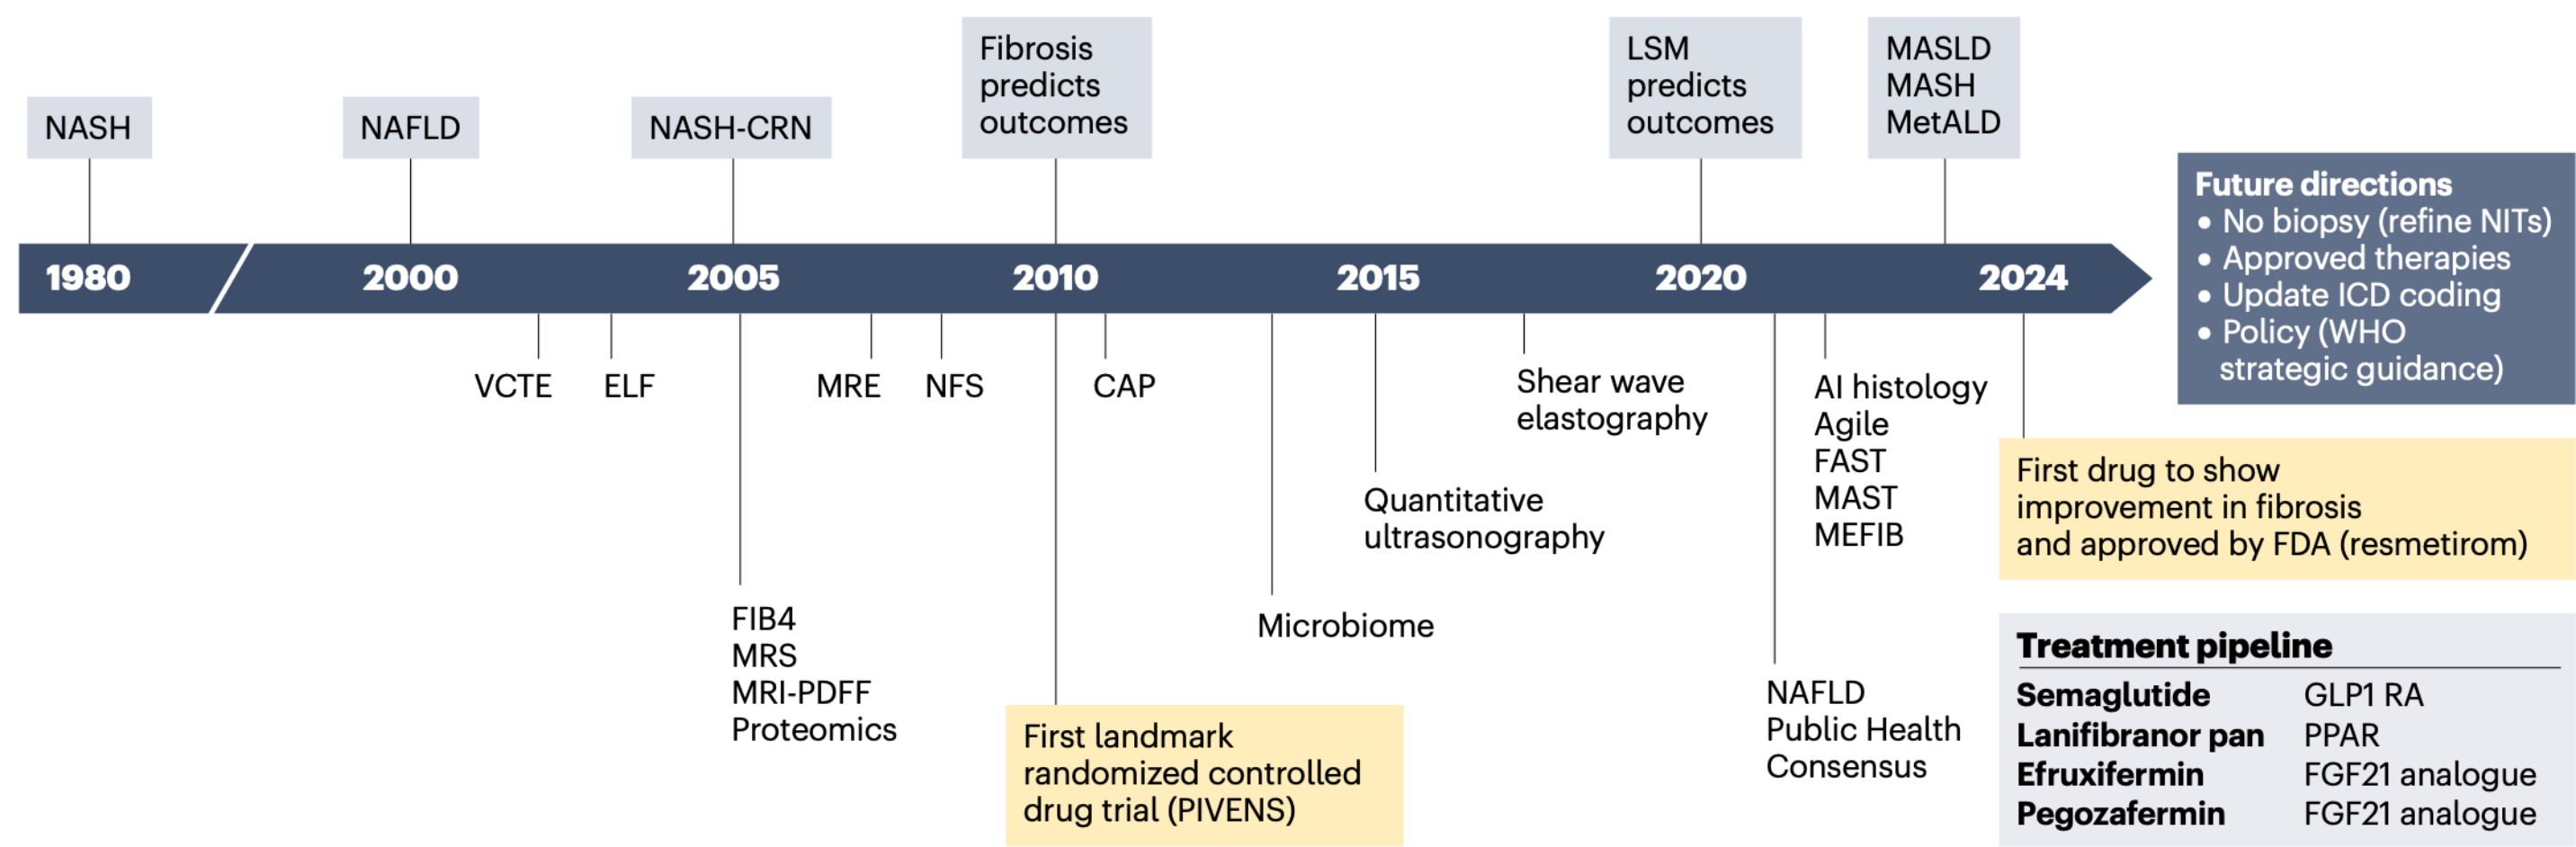 NASH
NAFLD
NASH-CRN
Fibrosis
predicts
outcomes
LSM
predicts
outcomes
MASLD
MASH
MetALD
1980
2000
2005
2010
2015
2020
2024
VCTE
ELF
FIB4
MRS
MRI-PDFF
Proteomics
MRE
NFS
First landmark
randomized controlled
drug trial (PIVENS)
CAP
Microbiome
Quantitative
ultrasonography
Shear wave
elastography
NAFLD
Public Health
Consensus
AI histology
Agile
FAST
MAST
MEFIB
First drug to show
improvement in fibrosis
and approved by FDA (resmetirom)
Future directions
• No biopsy (refine NITs)
• Approved therapies
• Update ICD coding
• Policy (WHO
strategic guidance)
Treatment pipeline
Semaglutide GLP1 RA
Lanifibranor pan PPAR
Efruxifermin FGF21 analogue
Pegozafermin FGF21 analogue